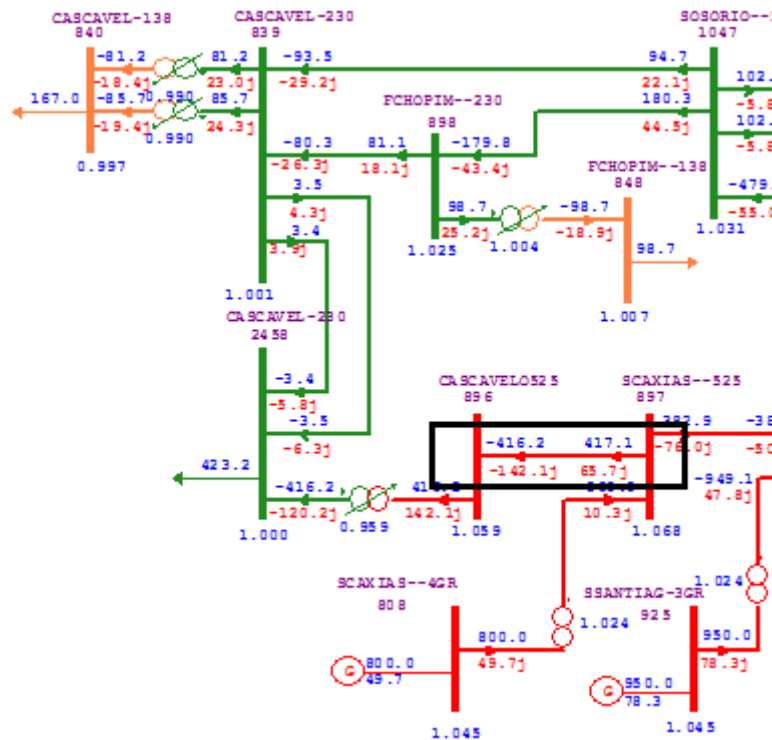 CASCAVEL-138
840
CASCAVEL-230
839
SOSORIO--
1047
-81.2
-18.4j
81.2
23.0j
-93.5
-29.2j
94.7
22.1j
102.
-5.8
0.990
-85.7
-19.4j
85.7
24.3j
0.990
167.0
0.997
FCHOPIM--230
898
180.3
44.5j
102.
-5.8
-80.3
-26.3j
81.1
18.1j
-179.8
-43.4j
FCHOPIM--138
848
3.5
4.3j
3.4
3.9j
98.7
25.2j
1.004
-98.7
-18.9j
-479.
-55.0
1.025
1.031
98.7
1.001
1.007
CASCAVEL-230
2458
-3.4
-5.8j
-3.5
-6.3j
CASCAVELO525
896
SCAXIAS--525
897
-416.2
-142.1j
417.1
65.7j
382.9
-76.0j
-38
-50
423.2
-416.2
-120.2j
0.959
142.1j
10.3j
-949.1
47.8j
1.000
1.059
1.068
SCAXIAS--4GR
808
SSANTIAG-3GR
925
1.024
1.024
G
800.0
49.7
800.0
49.7j
G
950.0
78.3
950.0
78.3j
1.045
1.045